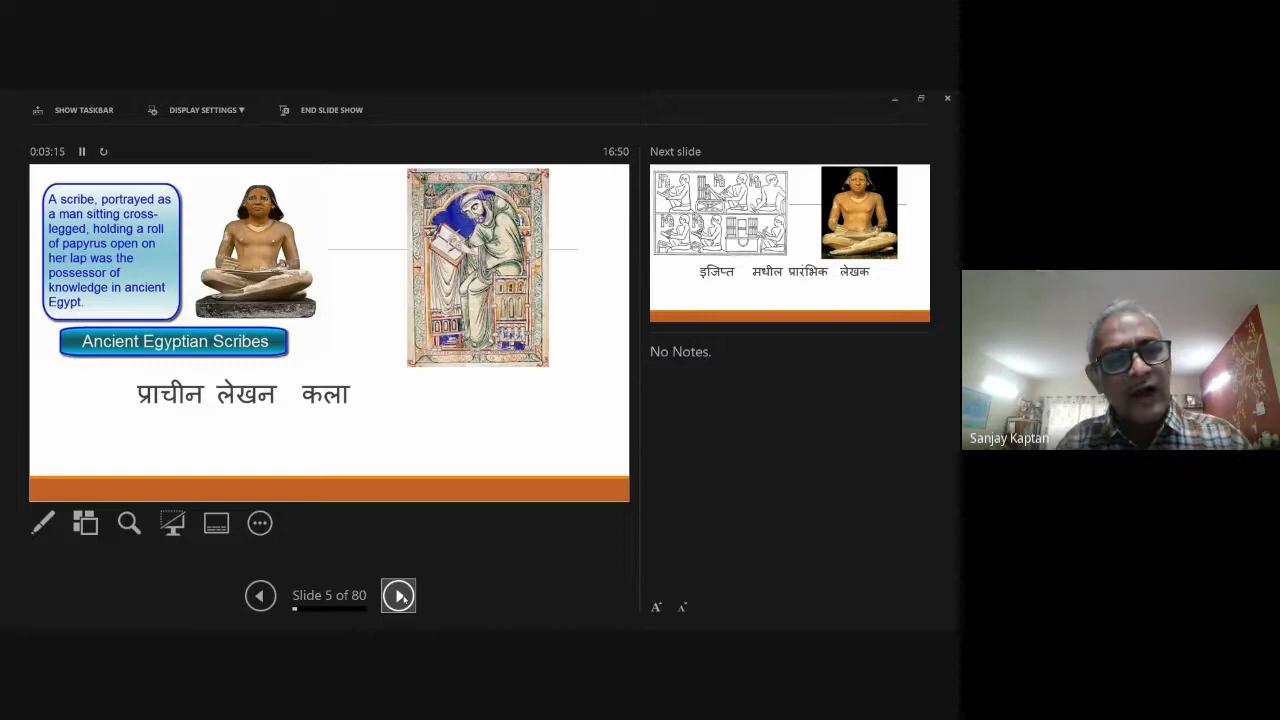 SHOW TASKBAR DISPLAY SETTINGS ▼ END SLIDE SHOW
0:03:15 16:50
A scribe, portrayed as
a man sitting cross-
legged, holding a roll
of papyrus open on
her lap was the
possessor of
knowledge in ancient
Egypt.
Ancient Egyptian Scribes
प्राचीन लेखन कला
Next slide
इजिप्त मधील प्रारंभिक लेखक
No Notes.
Slide 5 of 80
A A
Sanjay Kaptan